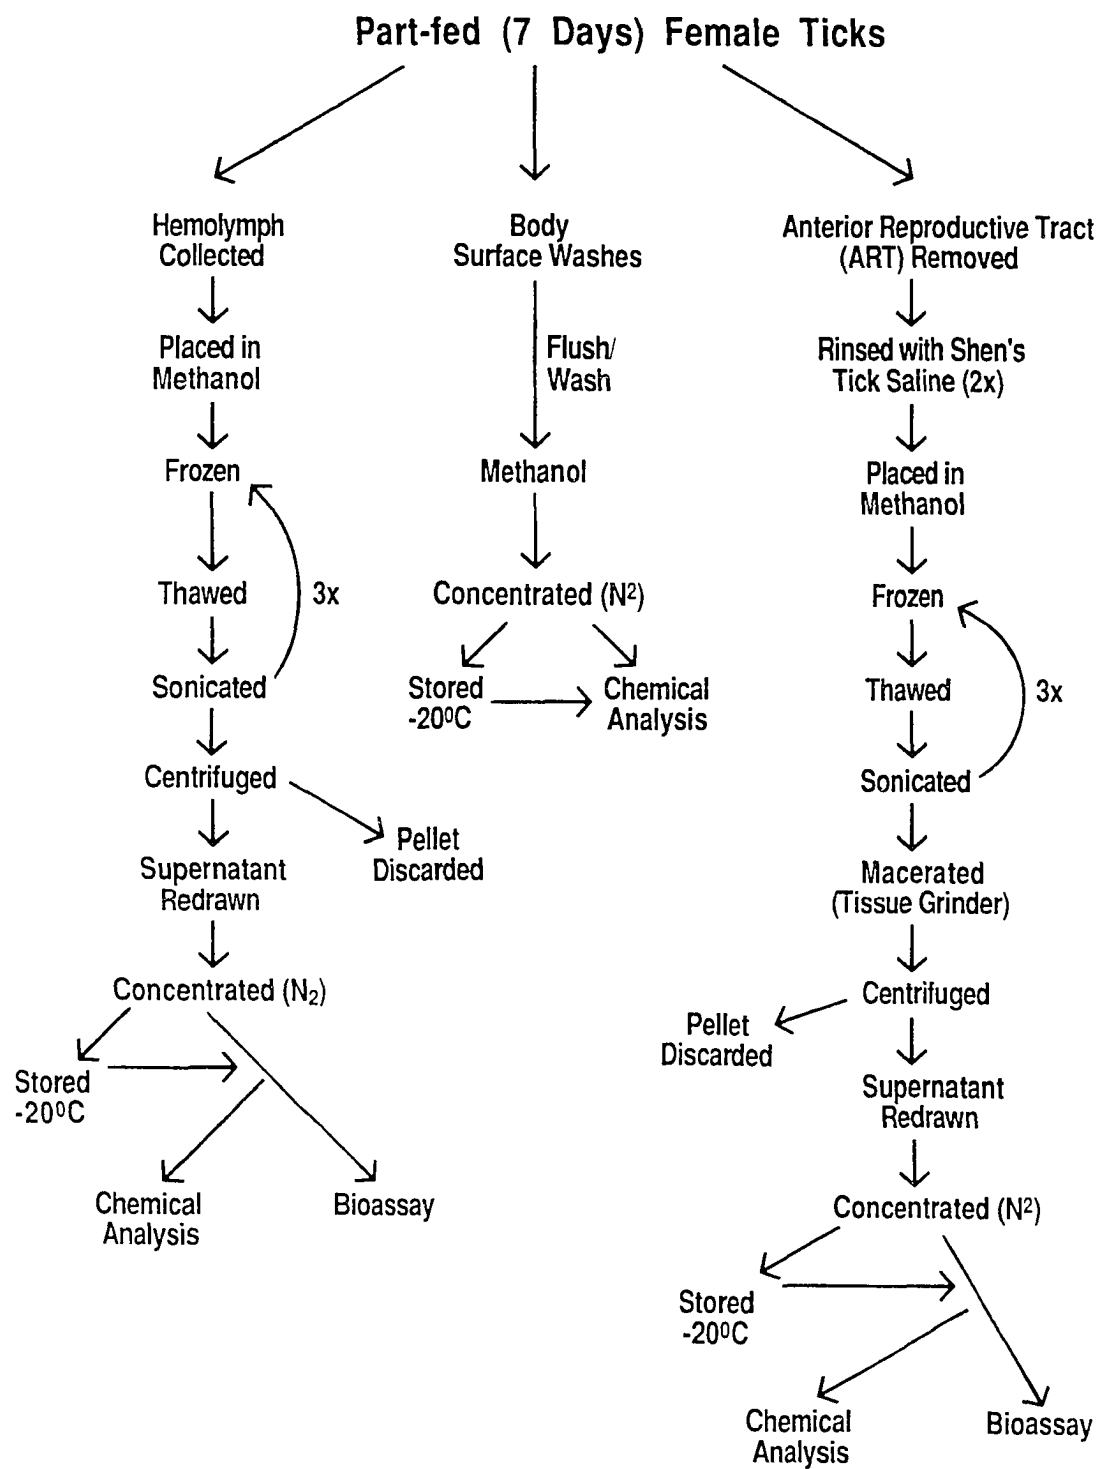 Part-fed (7 Days) Female Ticks
Hemolymph
Collected
Placed in
Methanol
Frozen
Thawed
3x
Sonicated
Centrifuged
Pellet
Discarded
Supernatant
Redrawn
Concentrated (N₂)
Stored
-20⁰C
Chemical
Analysis
Bioassay
Body
Surface Washes
Flush/
Wash
Methanol
Concentrated (N²)
Stored
-20⁰C
Chemical
Analysis
Anterior Reproductive Tract
(ART) Removed
Rinsed with Shen's
Tick Saline (2x)
Placed in
Methanol
Frozen
Thawed
3x
Sonicated
Macerated
(Tissue Grinder)
Centrifuged
Pellet
Discarded
Supernatant
Redrawn
Concentrated (N²)
Stored
-20⁰C
Chemical
Analysis
Bioassay